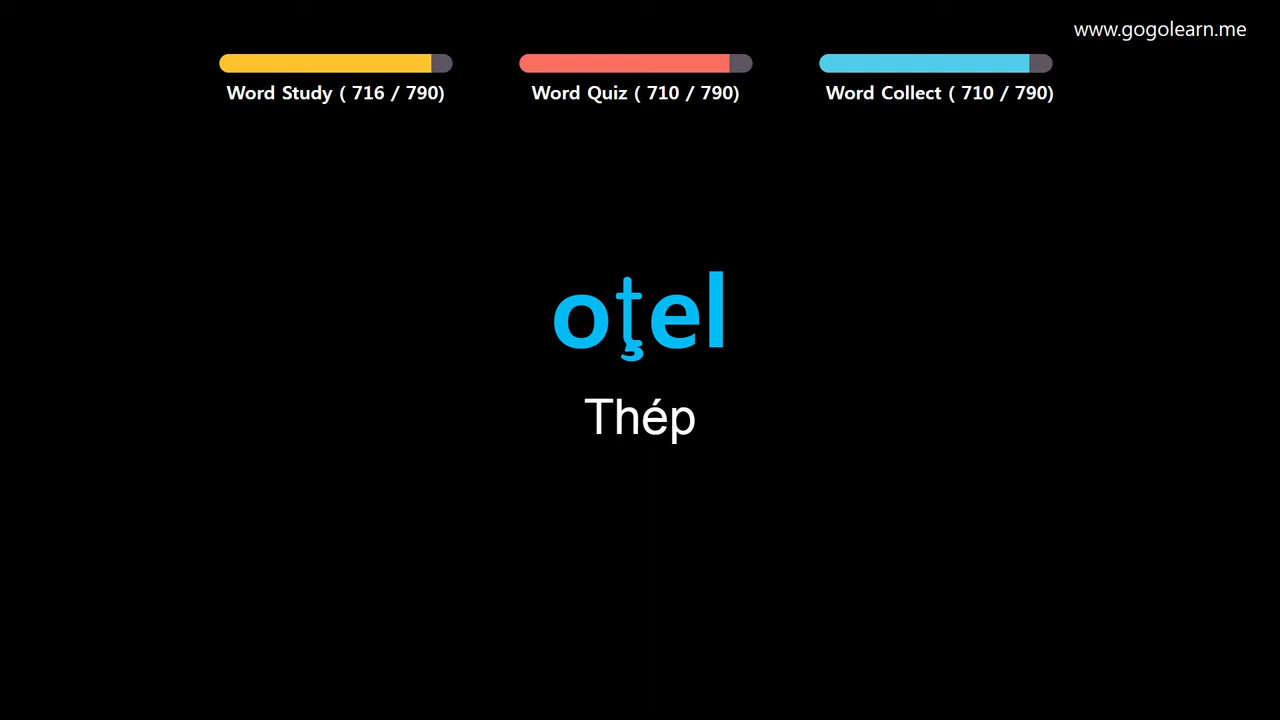 www.gogolearn.me
Word Study ( 716 / 790)
Word Quiz ( 710 / 790)
Word Collect ( 710 / 790)
oţel
Thép